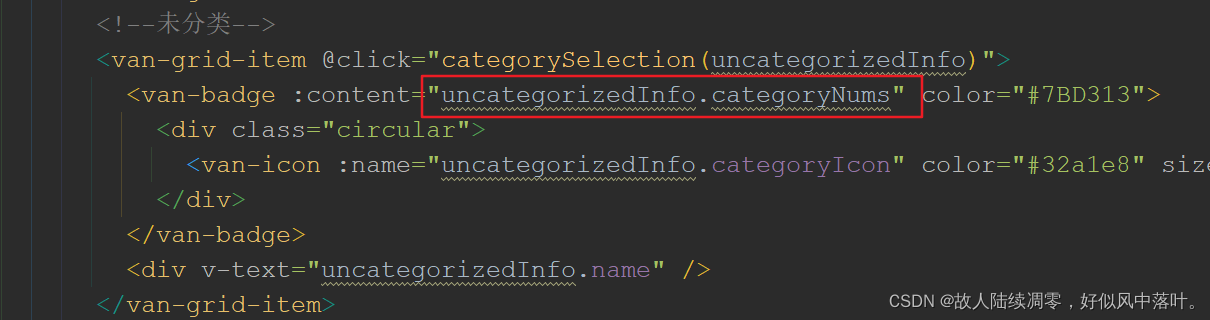 <!--未分类-->
<van-grid-item @click="categorySelection(uncategorizedInfo)">
<van-badge :content="uncategorizedInfo.categoryNums" color="#7BD313">
<div class="circular">
<van-icon :name="uncategorizedInfo.categoryIcon" color="#32a1e8" size
</div>
</van-badge>
<div v-text="uncategorizedInfo.name" />
</van-grid-item>
CSDN @故人陆续凋零，好似风中落叶。